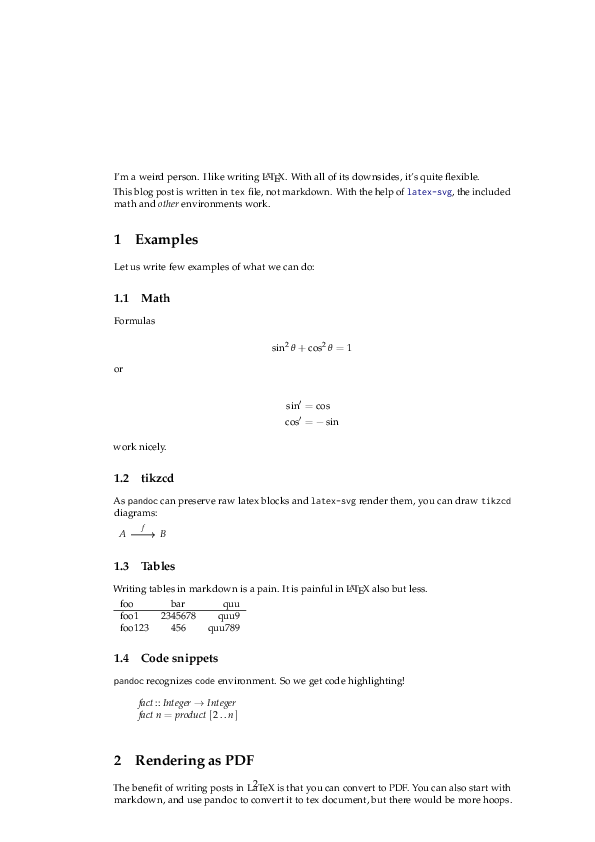 I'm a weird person. I like writing LATEX. With all of its downsides, it's quite flexible.
This blog post is written in tex file, not markdown. With the help of latex-svg, the included
math and other environments work.
1 Examples
Let us write few examples of what we can do:
1.1 Math
Formulas
sin² θ + cos² θ = 1
or
sin′ = cos
cos′ = − sin
work nicely.
1.2 tikzcd
As pandoc can preserve raw latex blocks and latex-svg render them, you can draw tikzcd
diagrams:
A f⟶ B
1.3 Tables
Writing tables in markdown is a pain. It is painful in LATEX also but less.
foo bar quu
foo1 2345678 quu9
foo123 456 quu789
1.4 Code snippets
pandoc recognizes code environment. So we get code highlighting!
fact :: Integer → Integer
fact n = product [2 . . n]
2 Rendering as PDF
The benefit of writing posts in LaTeX is that you can convert to PDF. You can also start with
markdown, and use pandoc to convert it to tex document, but there would be more hoops.
2